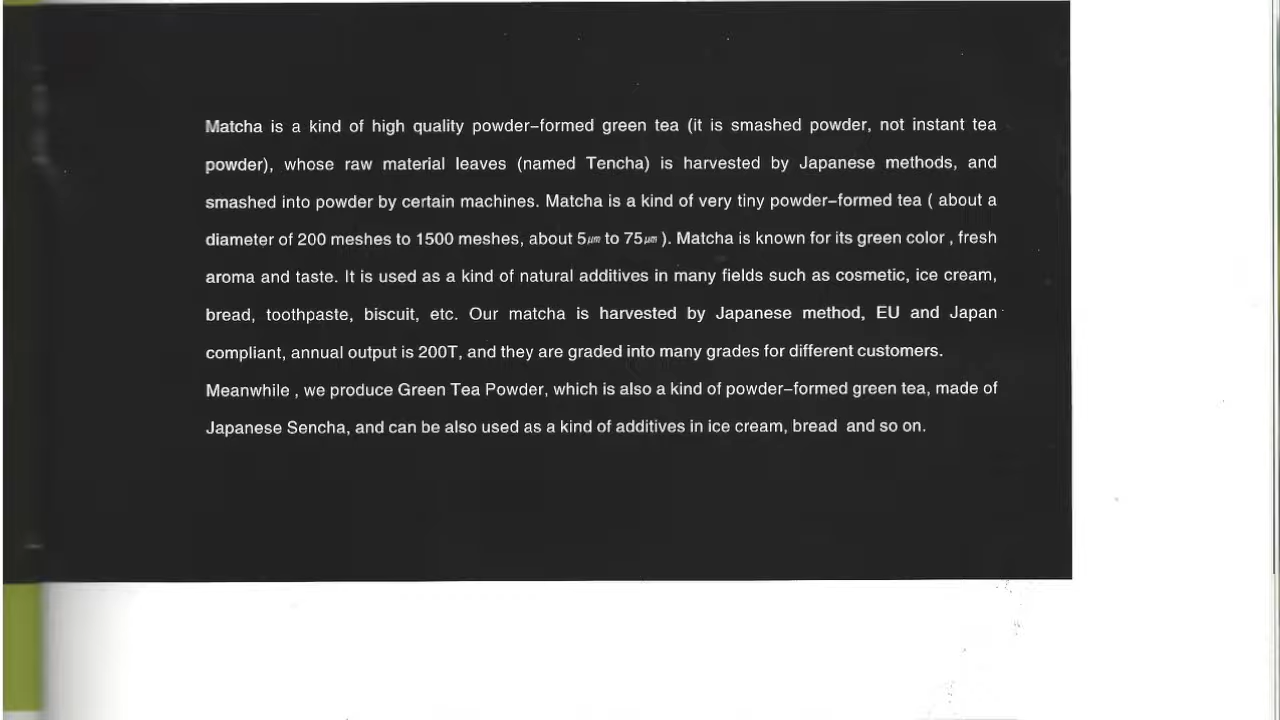 Matcha is a kind of high quality powder-formed green tea (it is smashed powder, not instant tea
powder), whose raw material leaves (named Tencha) is harvested by Japanese methods, and
smashed into powder by certain machines. Matcha is a kind of very tiny powder-formed tea ( about a
diameter of 200 meshes to 1500 meshes, about 5㎛ to 75㎛ ). Matcha is known for its green color , fresh
aroma and taste. It is used as a kind of natural additives in many fields such as cosmetic, ice cream,
bread, toothpaste, biscuit, etc. Our matcha is harvested by Japanese method, EU and Japan
compliant, annual output is 200T, and they are graded into many grades for different customers.
Meanwhile , we produce Green Tea Powder, which is also a kind of powder-formed green tea, made of
Japanese Sencha, and can be also used as a kind of additives in ice cream, bread  and so on.